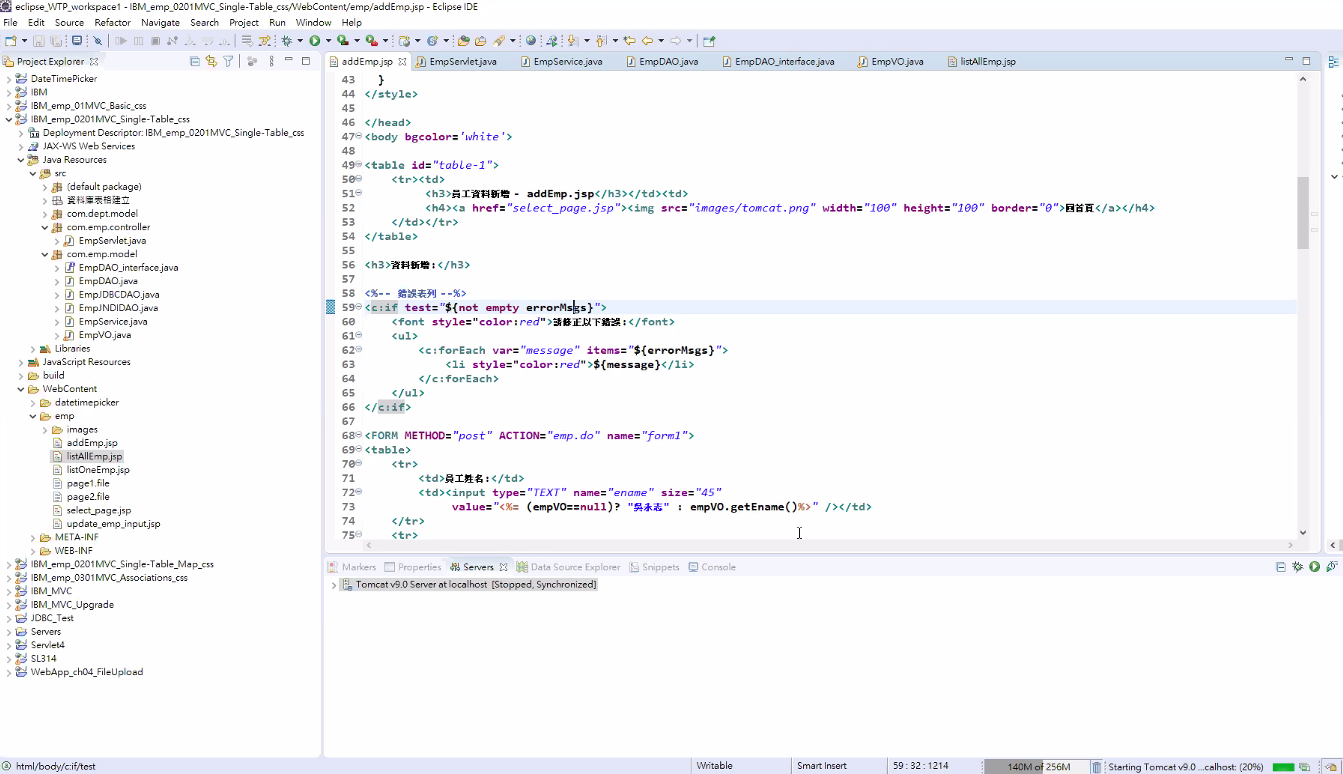 eclipse_WTP_workspace1 - IBM_emp_0201MVC_Single-Table_css/WebContent/emp/addEmp.jsp - Eclipse IDE
File Edit Source Refactor Navigate Search Project Run Window Help
Project Explorer
DateTimePicker
IBM
IBM_emp_01MVC_Basic_css
IBM_emp_0201MVC_Single-Table_css
Deployment Descriptor: IBM_emp_0201MVC_Single-Table_css
JAX-WS Web Services
Java Resources
src
(default package)
資料庫表格建立
com.dept.model
com.emp.controller
EmpServlet.java
com.emp.model
EmpDAO_interface.java
EmpDAO.java
EmpJDBCDAO.java
EmpJNDIDAO.java
EmpService.java
EmpVO.java
Libraries
JavaScript Resources
build
WebContent
datetimepicker
emp
images
addEmp.jsp
listAllEmp.jsp
listOneEmp.jsp
page1.file
page2.file
select_page.jsp
update_emp_input.jsp
META-INF
WEB-INF
IBM_emp_0201MVC_Single-Table_Map_css
IBM_emp_0301MVC_Associations_css
IBM_MVC
IBM_MVC_Upgrade
JDBC_Test
Servers
Servlet4
SL314
WebApp_ch04_FileUpload
addEmp.jsp EmpServlet.java EmpService.java EmpDAO.java EmpDAO_interface.java EmpVO.java listAllEmp.jsp
43 }
44 </style>
45
46 </head>
47 <body bgcolor='white'>
48
49 <table id="table-1">
50 <tr><td>
51 <h3>員工資料新增 - addEmp.jsp</h3></td><td>
52 <h4><a href="select_page.jsp"><img src="images/tomcat.png" width="100" height="100" border="0">回首頁</a></h4>
53 </td></tr>
54 </table>
55
56 <h3>資料新增:</h3>
57
58 <%-- 錯誤表列 --%>
59 <c:if test="${not empty errorMsgs}">
60 <font style="color:red">請修正以下錯誤:</font>
61 <ul>
62 <c:forEach var="message" items="${errorMsgs}">
63 <li style="color:red">${message}</li>
64 </c:forEach>
65 </ul>
66 </c:if>
67
68 <FORM METHOD="post" ACTION="emp.do" name="form1">
69 <table>
70 <tr>
71 <td>員工姓名:</td>
72 <td><input type="TEXT" name="ename" size="45"
73 value="<%= (empVO==null)? "吳永志" : empVO.getEname()%>" /></td>
74 </tr>
75 <tr>
Markers Properties Servers Data Source Explorer Snippets Console
Tomcat v9.0 Server at localhost [Stopped, Synchronized]
html/body/c:if/test Writable Smart Insert 59 : 32 : 1214 140M of 256M Starting Tomcat v9.0 ...calhost: (20%)